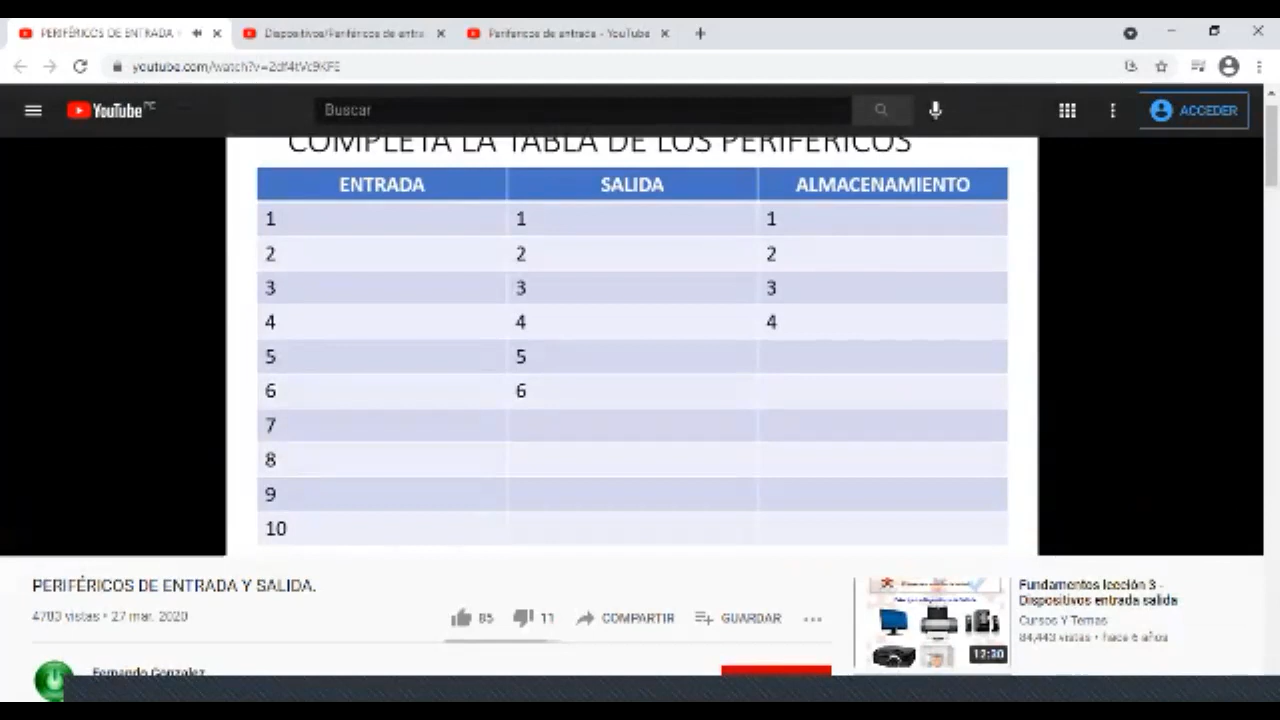 PERIFÉRICOS DE ENTRADA
Dispositivos/Periféricos de entra
Periféricos de entrada - YouTube
youtube.com/watch?v=2df4tVc9KFE
YouTube PE
Buscar
ACCEDER
COMPLETA LA TABLA DE LOS PERIFÉRICOS
ENTRADA SALIDA ALMACENAMIENTO
1 1 1
2 2 2
3 3 3
4 4 4
5 5
6 6
7
8
9
10
PERIFÉRICOS DE ENTRADA Y SALIDA.
4783 vistas • 27 mar. 2020
85 11 COMPARTIR GUARDAR
Fundamentos lección 3 -
Dispositivos entrada salida
Cursos Y Temas
84,443 vistas • hace 6 años
12:30
Fernando Gonzalez